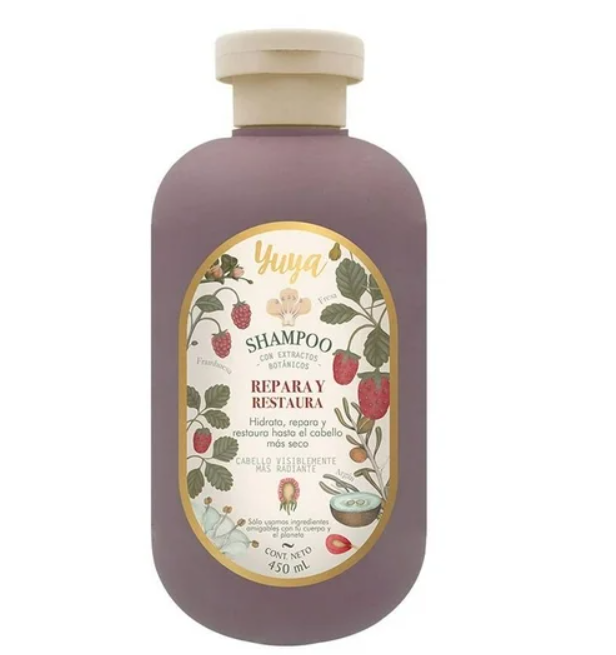 Yuya
Fresa
SHAMPOO
CON EXTRACTOS
BOTÁNICOS
Frambuesa
REPARA Y
RESTAURA
Hidrata, repara y
restaura hasta el cabello
más seco
CABELLO VISIBLEMENTE
MÁS RADIANTE
Argán
Sólo usamos ingredientes
amigables con tu cuerpo y
el planeta
CONT. NETO
450 mL